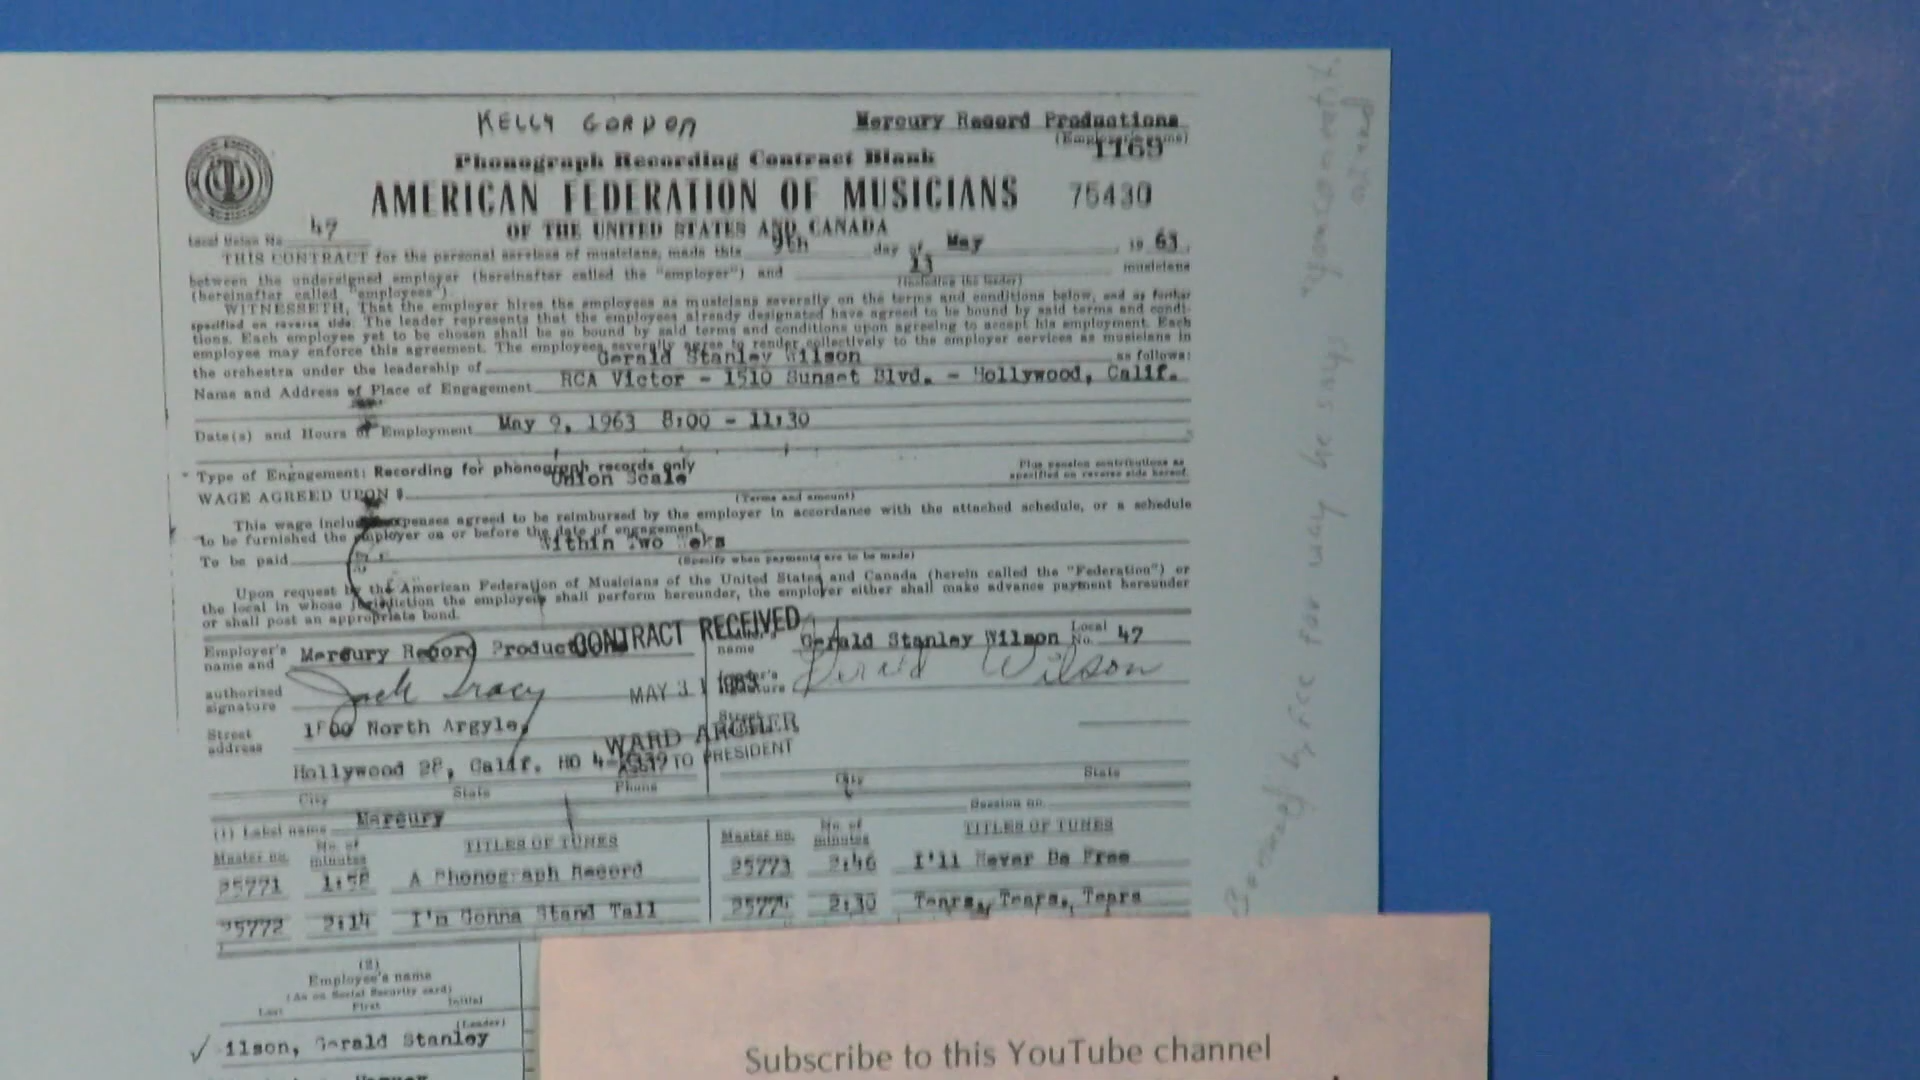 KELLY GORDON
Mercury Record Productions
(Employer's name)
1169
Phonograph Recording Contract Blank
AMERICAN FEDERATION OF MUSICIANS
75430
OF THE UNITED STATES AND CANADA
Local Union No. 47
THIS CONTRACT for the personal services of musicians, made this 9th day of May 19 63,
between the undersigned employer (hereinafter called the "employer") and 13 musicians
(hereinafter called "employees"). (including the leader)
WITNESSETH, That the employer hires the employees as musicians severally on the terms and conditions below, and as further
specified on reverse side. The leader represents that the employees already designated have agreed to be bound by said terms and condi-
tions. Each employee yet to be chosen shall be so bound by said terms and conditions upon agreeing to accept his employment. Each
employee may enforce this agreement. The employees severally agree to render collectively to the employer services as musicians in
the orchestra under the leadership of Gerald Stanley Wilson as follows:
Name and Address of Place of Engagement RCA Victor - 1510 Sunset Blvd. - Hollywood, Calif.
Date(s) and Hours of Employment May 9, 1963 8:00 - 11:30
* Type of Engagement: Recording for phonograph records only
Plus pension contributions as
specified on reverse side hereof.
WAGE AGREED UPON $ Union Scale
(Terms and amount)
This wage includes expenses agreed to be reimbursed by the employer in accordance with the attached schedule, or a schedule
to be furnished the employer on or before the date of engagement.
To be paid Within Two Weks
(Specify when payments are to be made)
Upon request by the American Federation of Musicians of the United States and Canada (herein called the "Federation") or
the local in whose jurisdiction the employees shall perform hereunder, the employer either shall make advance payment hereunder
or shall post an appropriate bond.
CONTRACT RECEIVED
Employer's name and Mercury Record Productions
name Gerald Stanley Wilson Local No. 47
authorized signature Jack Tracy
MAY 31 1963
Gerald Wilson
Street address 1800 North Argyle,
Street
WARD ARCHER
ASS'T TO PRESIDENT
Hollywood 28, Calif. HO 4-
City State Phone
City State
(1) Label name Mercury
Session no.
Master no. No. of minutes TITLES OF TUNES
Master no. No. of minutes TITLES OF TUNES
25771 1:58 A Phonograph Record
25773 2:46 I'll Never Be Free
25772 2:14 I'm Gonna Stand Tall
25774 2:30 Tears, Tears, Tears
(2)
Employee's name
(As on Social Security card)
Last First Initial
(Leader)
✓ ilson, Gerald Stanley
Subscribe to this YouTube channel
for way he says